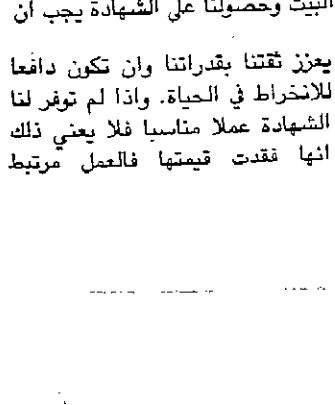 البيت وحصولنا على الشهادة يجب ان
يعزز ثقتنا بقدراتنا وان تكون دافعا
للانخراط في الحياة. واذا لم توفر لنا
الشهادة عملا مناسبا فلا يعني ذلك
انها فقدت قيمتها فالعمل مرتبط